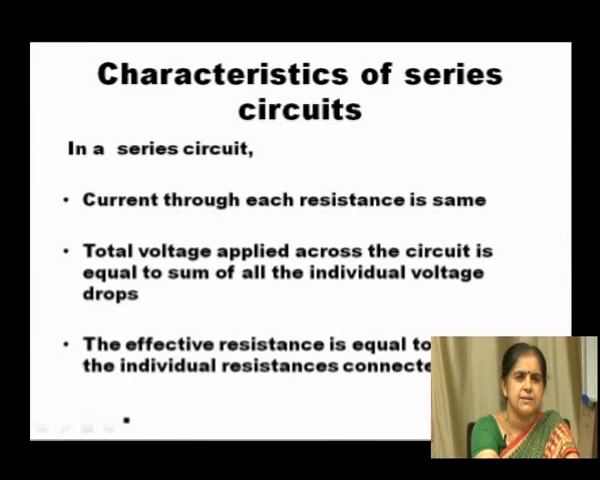 Characteristics of series
circuits
In a series circuit,
• Current through each resistance is same
• Total voltage applied across the circuit is
equal to sum of all the individual voltage
drops
• The effective resistance is equal to
the individual resistances connecte